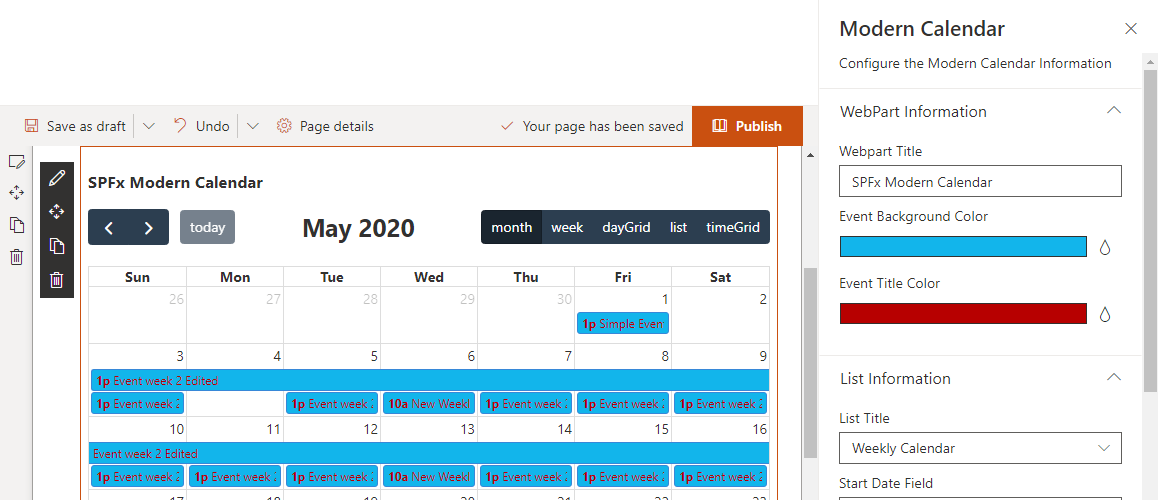 Modern Calendar
Configure the Modern Calendar Information
Save as draft Undo Page details Your page has been saved Publish
WebPart Information
Webpart Title
SPFx Modern Calendar
Event Background Color
Event Title Color
List Information
List Title
Weekly Calendar
Start Date Field
SPFx Modern Calendar
today May 2020 month week dayGrid list timeGrid
Sun Mon Tue Wed Thu Fri Sat
26 27 28 29 30 1 2
1p Simple Even
3 4 5 6 7 8 9
1p Event week 2 Edited
1p Event week 2 1p Event week 2 10a New Weekl 1p Event week 2 1p Event week 2 1p Event week 2
10 11 12 13 14 15 16
Event week 2 Edited
1p Event week 2 1p Event week 2 1p Event week 2 10a New Weekl 1p Event week 2 1p Event week 2 1p Event week 2